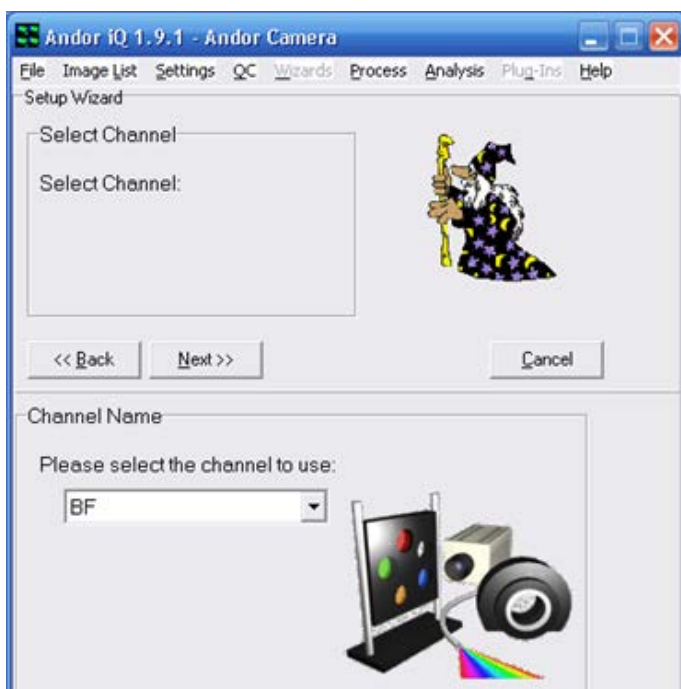 Andor iQ 1.9.1 - Andor Camera
File Image List Settings QC Wizards Process Analysis Plug-Ins Help
Setup Wizard
Select Channel
Select Channel:
<< Back Next >> Cancel
Channel Name
Please select the channel to use:
BF